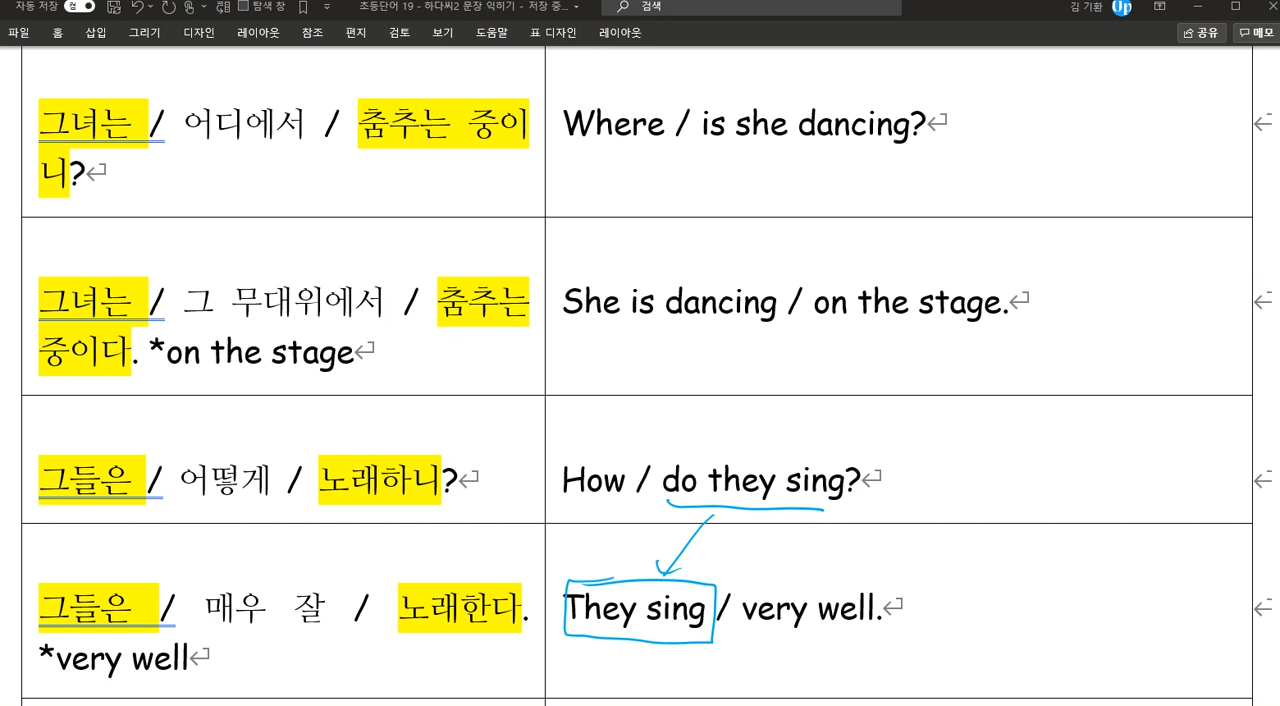 자동 저장 컴 탐색 창 초등단어 19 - 하다씨2 문장 익히기 - 저장 중... 검색 김 기환 Up
파일 홈 삽입 그리기 디자인 레이아웃 참조 편지 검토 보기 도움말 표 디자인 레이아웃 공유 메모
그녀는 / 어디에서 / 춤추는 중이
니?
Where / is she dancing?
그녀는 / 그 무대위에서 / 춤추는
중이다. *on the stage
She is dancing / on the stage.
그들은 / 어떻게 / 노래하니?
How / do they sing?
그들은 / 매우 잘 / 노래한다.
*very well
They sing / very well.